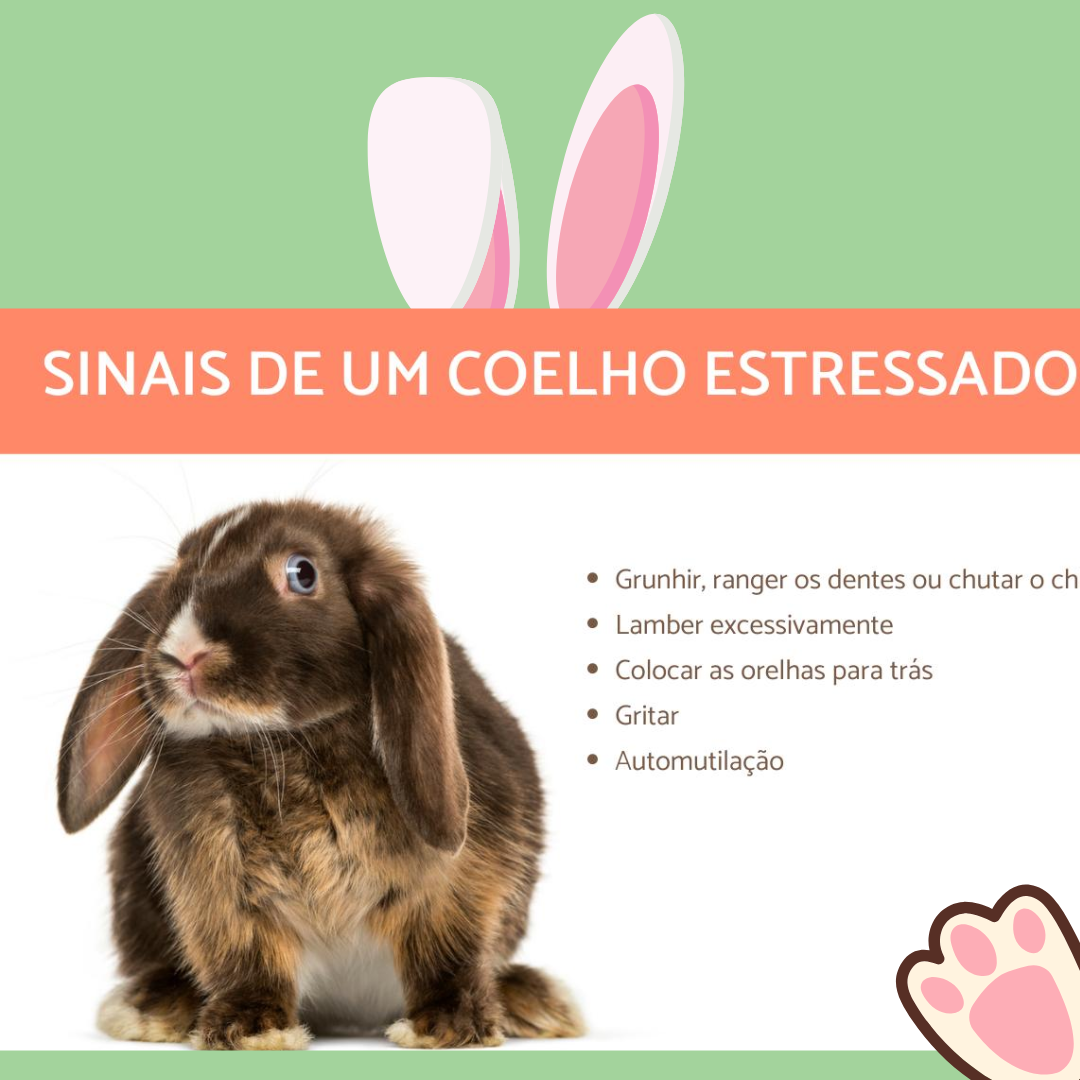 SINAIS DE UM COELHO ESTRESSADO
Grunhir, ranger os dentes ou chutar o ch
Lamber excessivamente
Colocar as orelhas para trás
Gritar
Automutilação